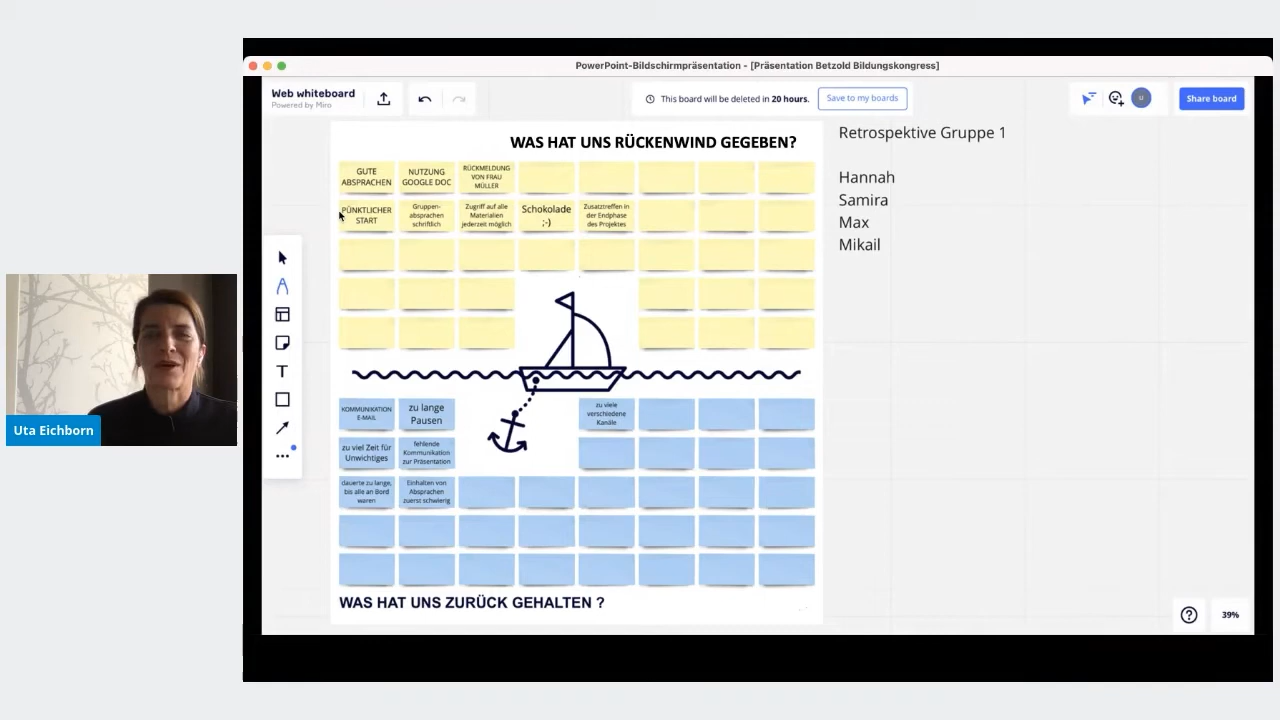 PowerPoint-Bildschirmpräsentation - [Präsentation Betzold Bildungskongress]
Web whiteboard
Powered by Miro
This board will be deleted in 20 hours.
Save to my boards
U
Share board
WAS HAT UNS RÜCKENWIND GEGEBEN?
GUTE
ABSPRACHEN
NUTZUNG
GOOGLE DOC
RÜCKMELDUNG
VON FRAU
MÜLLER
PÜNKTLICHER
START
Gruppen-
absprachen
schriftlich
Zugriff auf alle
Materialien
jederzeit möglich
Schokolade
;-)
Zusatztreffen in
der Endphase
des Projektes
KOMMUNIKATION
E-MAIL
zu lange
Pausen
zu viele
verschiedene
Kanäle
zu viel Zeit für
Unwichtiges
fehlende
Kommunikation
zur Präsentation
dauerte zu lange,
bis alle an Bord
waren
Einhalten von
Absprachen
zuerst schwierig
WAS HAT UNS ZURÜCK GEHALTEN ?
Retrospektive Gruppe 1
Hannah
Samira
Max
Mikail
39%
Uta Eichborn